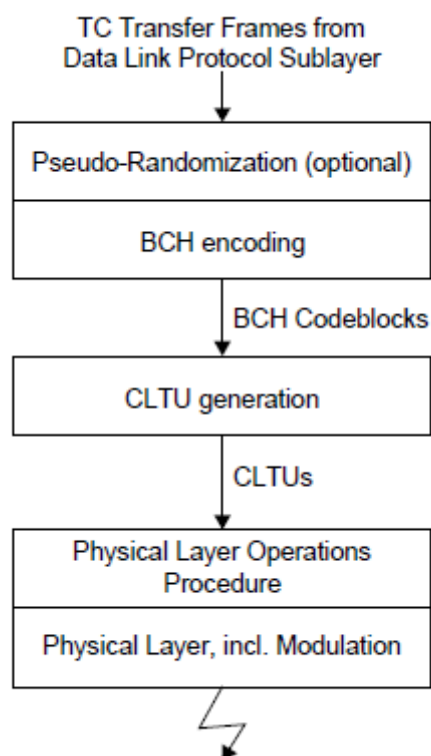 TC Transfer Frames from
Data Link Protocol Sublayer
Pseudo-Randomization (optional)
BCH encoding
BCH Codeblocks
CLTU generation
CLTUs
Physical Layer Operations
Procedure
Physical Layer, incl. Modulation